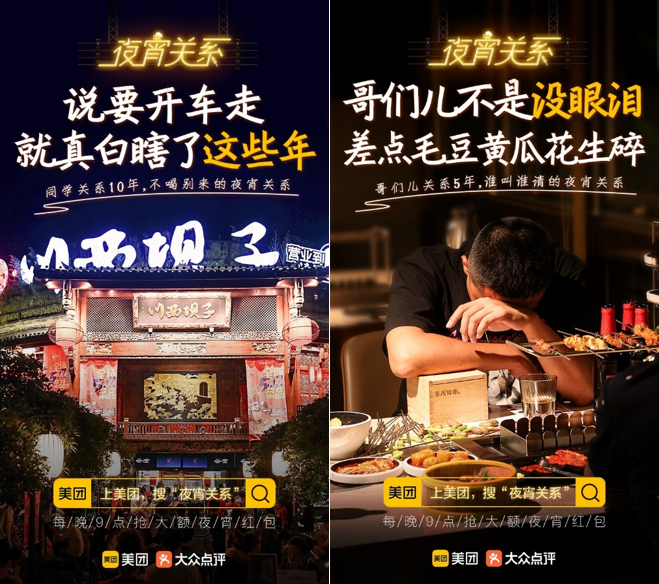 夜宵关系
说要开车走
就真白瞎了这些年
同学关系10年,不喝别来的夜宵关系
川西坝子
营业到
川西坝子
美团
上美团，搜“夜宵关系”
每/晚/9/点/抢/大/额/夜/宵/红/包
美团 美团 大众点评
夜宵关系
哥们儿不是没眼泪
差点毛豆黄瓜花生碎
哥们儿关系5年,谁叫谁请的夜宵关系
美团
上美团，搜“夜宵关系”
每/晚/9/点/抢/大/额/夜/宵/红/包
美团 美团 大众点评